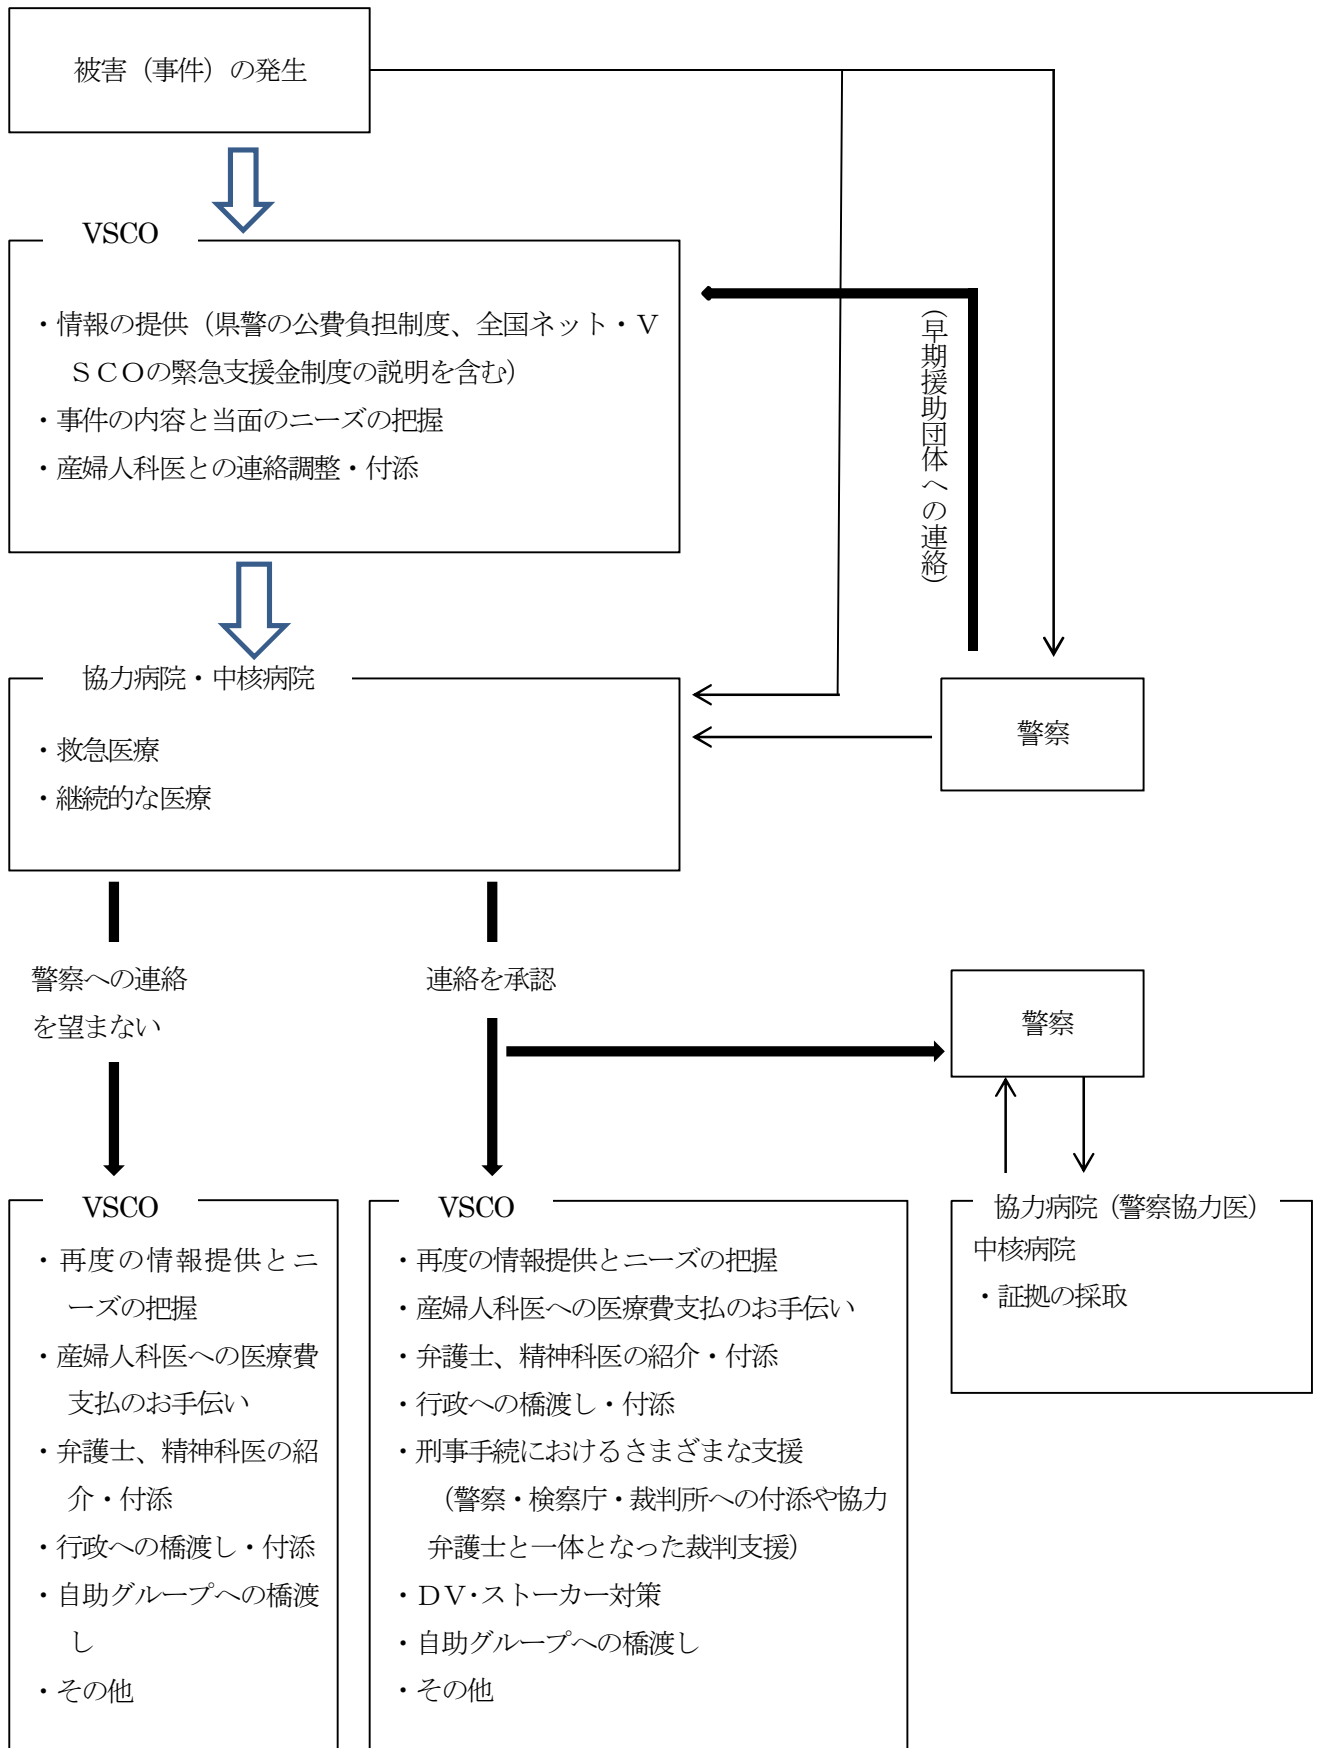 被害（事件）の発生
VSCO
・情報の提供（県警の公費負担制度、全国ネット・Ｖ
ＳＣＯの緊急支援金制度の説明を含む）
・事件の内容と当面のニーズの把握
・産婦人科医との連絡調整・付添
（早期援助団体への連絡）
協力病院・中核病院
・救急医療
・継続的な医療
警察
警察への連絡
を望まない
連絡を承認
警察
VSCO
・再度の情報提供とニ
ーズの把握
・産婦人科医への医療費
支払のお手伝い
・弁護士、精神科医の紹
介・付添
・行政への橋渡し・付添
・自助グループへの橋渡
し
・その他
VSCO
・再度の情報提供とニーズの把握
・産婦人科医への医療費支払のお手伝い
・弁護士、精神科医の紹介・付添
・行政への橋渡し・付添
・刑事手続におけるさまざまな支援
（警察・検察庁・裁判所への付添や協力
弁護士と一体となった裁判支援）
・ＤＶ・ストーカー対策
・自助グループへの橋渡し
・その他
協力病院（警察協力医）
中核病院
・証拠の採取